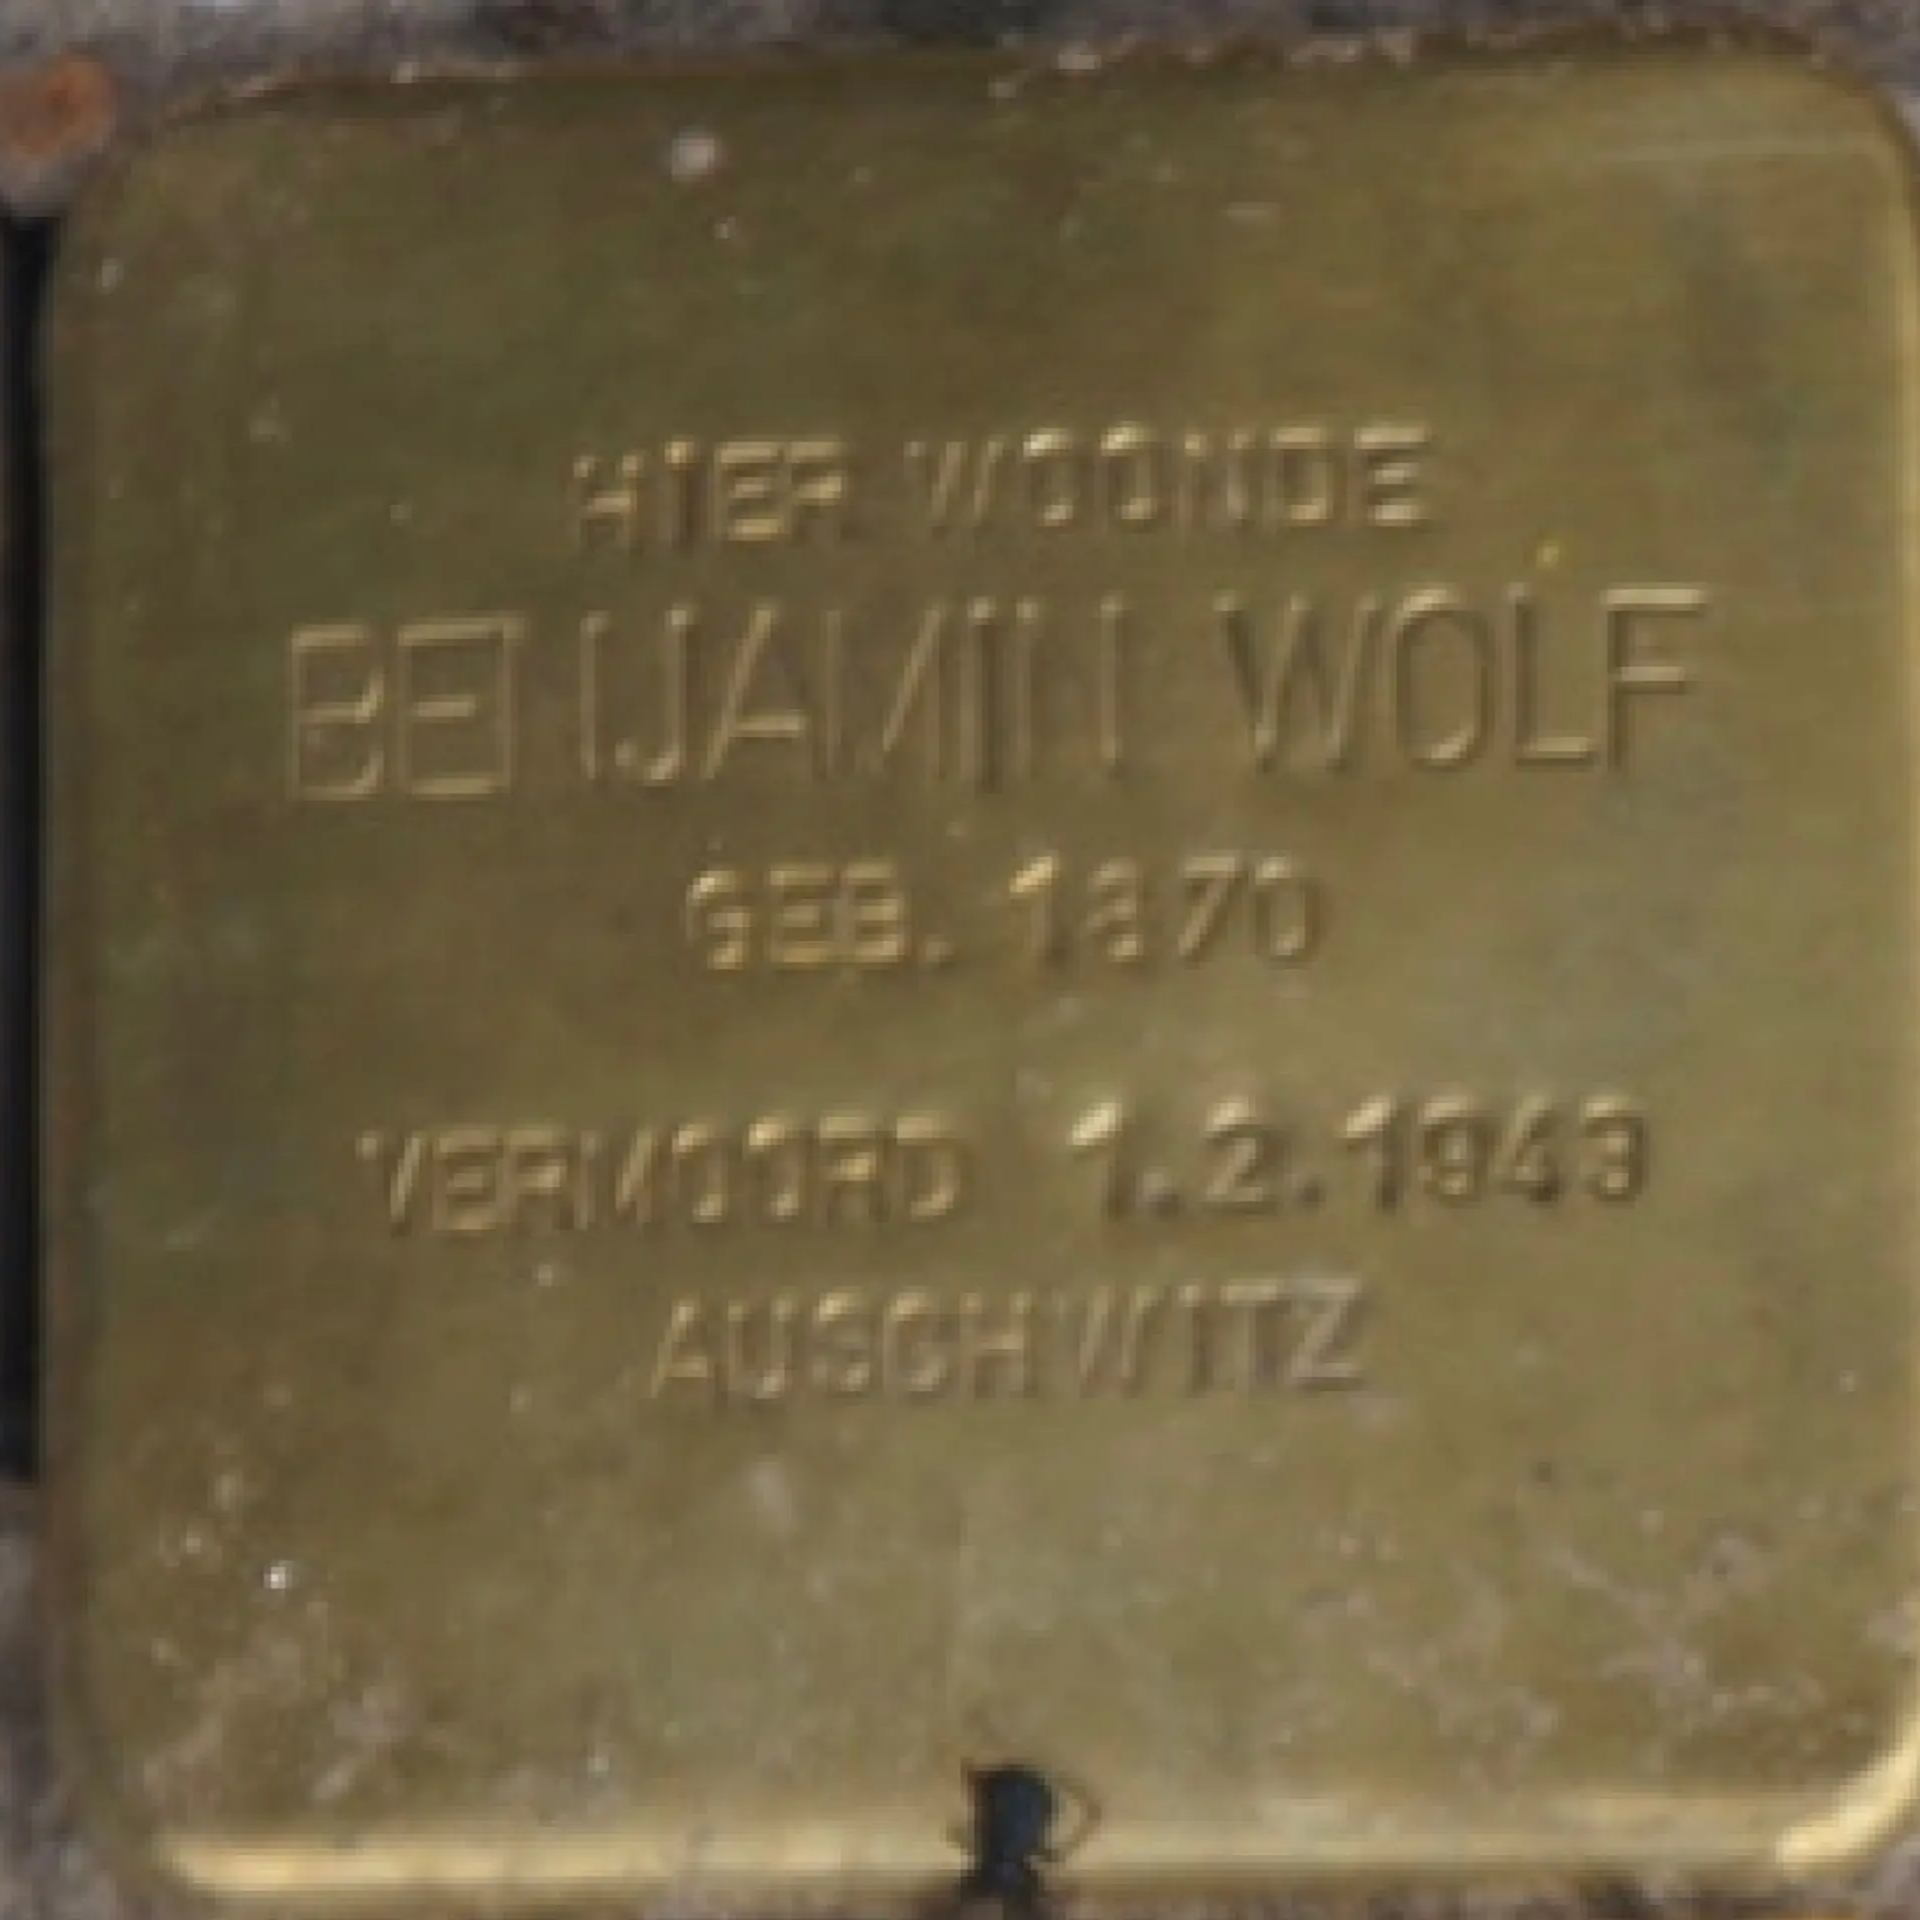 HIER WOONDE
BENJAMIN WOLF
GEB. 1870
VERMOORD 1.2.1943
AUSCHWITZ